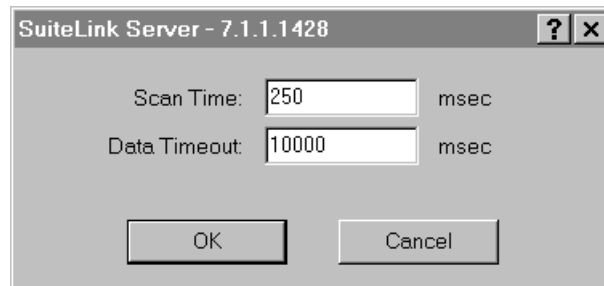 SuiteLink Server - 7.1.1.1428 ? ×
Scan Time: 250 msec
Data Timeout: 10000 msec
OK Cancel